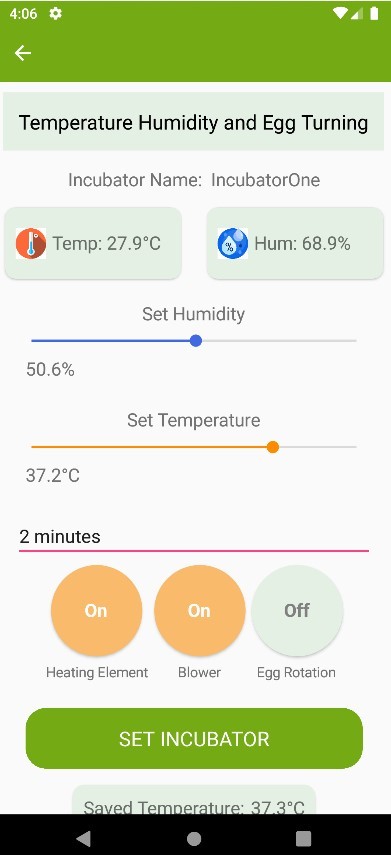 4:06
Temperature Humidity and Egg Turning
Incubator Name: IncubatorOne
Temp: 27.9°C
% Hum: 68.9%
Set Humidity
50.6%
Set Temperature
37.2°C
2 minutes
On On Off
Heating Element Blower Egg Rotation
SET INCUBATOR
Saved Temperature: 37.3°C